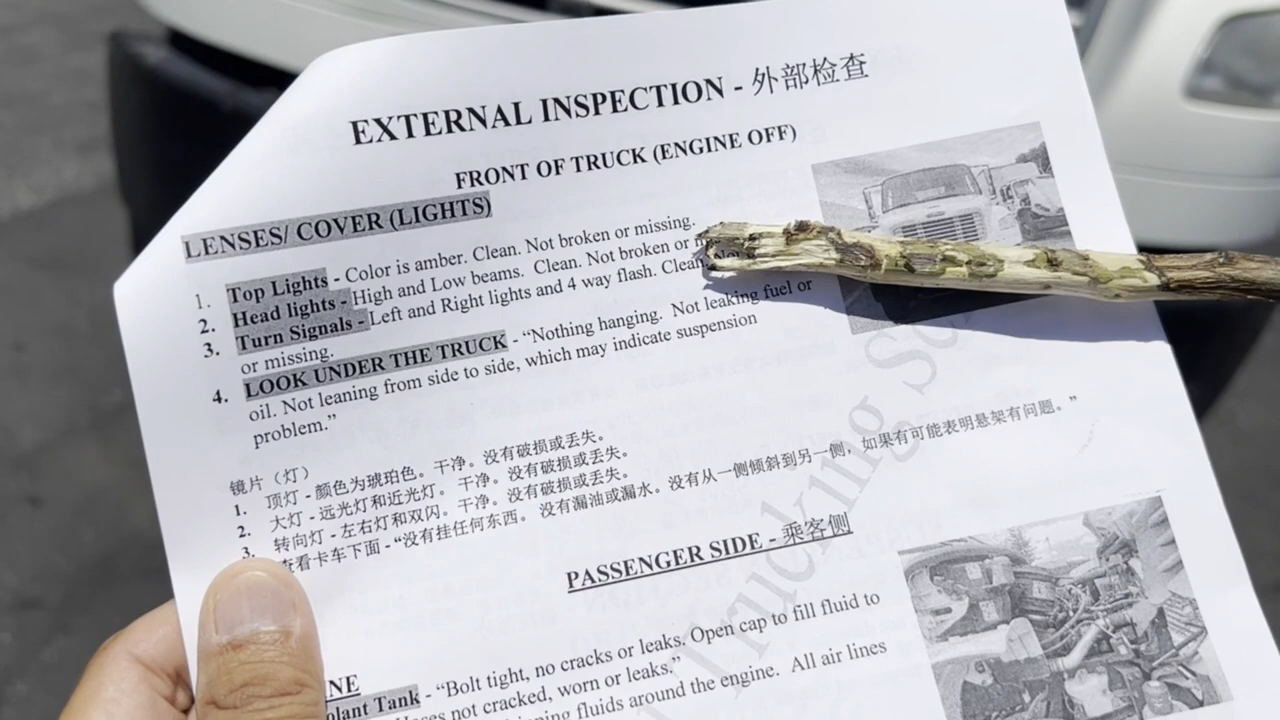 EXTERNAL INSPECTION - 外部检查
FRONT OF TRUCK (ENGINE OFF)
LENSES/ COVER (LIGHTS)
1. Top Lights - Color is amber. Clean. Not broken or missing.
2. Head lights - High and Low beams. Clean. Not broken or
3. Turn Signals - Left and Right lights and 4 way flash. Clean. Not
or missing.
4. LOOK UNDER THE TRUCK - “Nothing hanging. Not leaking fuel or
oil. Not leaning from side to side, which may indicate suspension
problem.”
镜片（灯）
1. 顶灯 - 颜色为琥珀色。干净。没有破损或丢失。
2. 大灯 - 远光灯和近光灯。 干净。没有破损或丢失。
3. 转向灯 - 左右灯和双闪。干净。没有破损或丢失。
查看卡车下面 - “没有挂任何东西。 没有漏油或漏水。没有从一侧倾斜到另一侧，如果有可能表明悬架有问题。”
PASSENGER SIDE - 乘客侧
Tank - “Bolt tight, no cracks or leaks. Open cap to fill fluid to
not cracked, worn or leaks.”
fluids around the engine. All air lines
Trucking